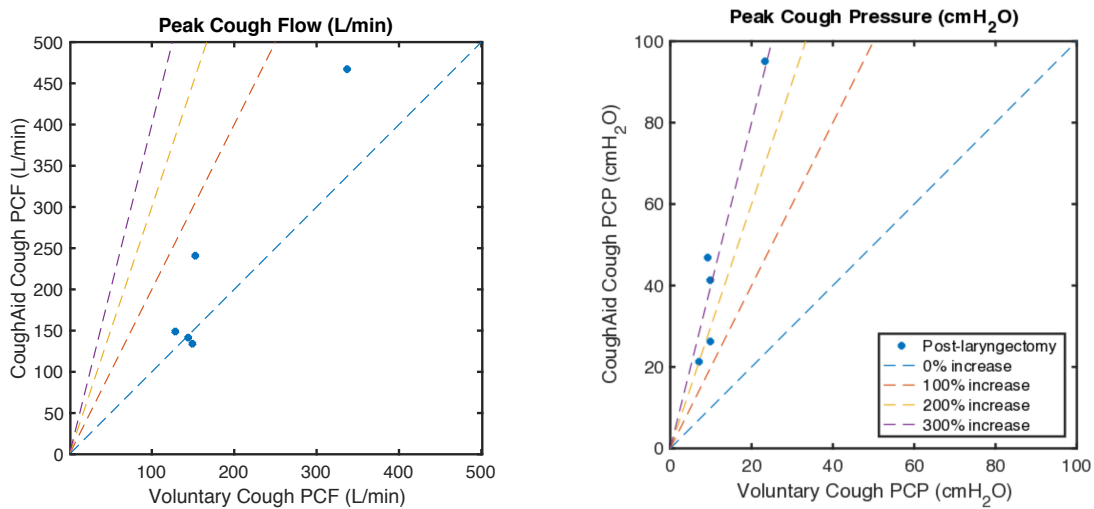 Peak Cough Flow (L/min)
CoughAid Cough PCF (L/min)
500
450
400
350
300
250
200
150
100
50
0
100
200
300
400
500
Voluntary Cough PCF (L/min)
Peak Cough Pressure (cmH₂O)
CoughAid Cough PCP (cmH₂O)
100
80
60
40
20
0
0
20
40
60
80
100
Voluntary Cough PCP (cmH₂O)
Post-laryngectomy
0% increase
100% increase
200% increase
300% increase